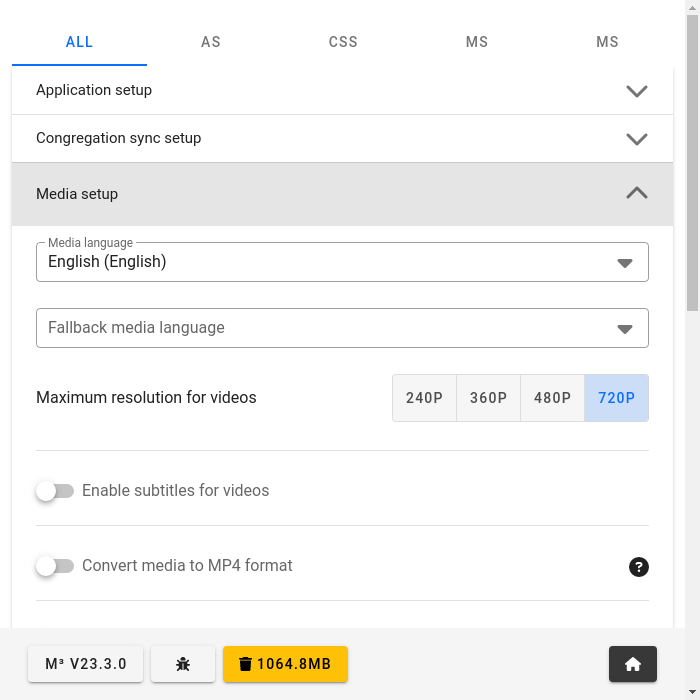 ALL AS CSS MS MS
Application setup
Congregation sync setup
Media setup
Media language
English (English)
Fallback media language
Maximum resolution for videos 240P 360P 480P 720P
Enable subtitles for videos
Convert media to MP4 format ?
M³ V23.3.0 1064.8MB